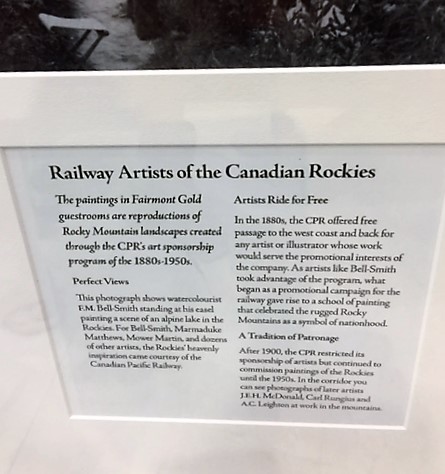 Railway Artists of the Canadian Rockies
The paintings in Fairmont Gold
guestrooms are reproductions of
Rocky Mountain landscapes created
through the CPR's art sponsorship
program of the 1880s-1950s.
Perfect Views
This photograph shows watercolourist
F.M. Bell-Smith standing at his easel
painting a scene of an alpine lake in the
Rockies. For Bell-Smith, Marmaduke
Matthews, Mower Martin, and dozens
of other artists, the Rockies' heavenly
inspiration came courtesy of the
Canadian Pacific Railway.
Artists Ride for Free
In the 1880s, the CPR offered free
passage to the west coast and back for
any artist or illustrator whose work
would serve the promotional interests of
the company. As artists like Bell-Smith
took advantage of the program, what
began as a promotional campaign for the
railway gave rise to a school of painting
that celebrated the rugged Rocky
Mountains as a symbol of nationhood.
A Tradition of Patronage
After 1900, the CPR restricted its
sponsorship of artists but continued to
commission paintings of the Rockies
until the 1950s. In the corridor you
can see photographs of later artists
J.E.H. McDonald, Carl Rungius and
A.C. Leighton at work in the mountains.